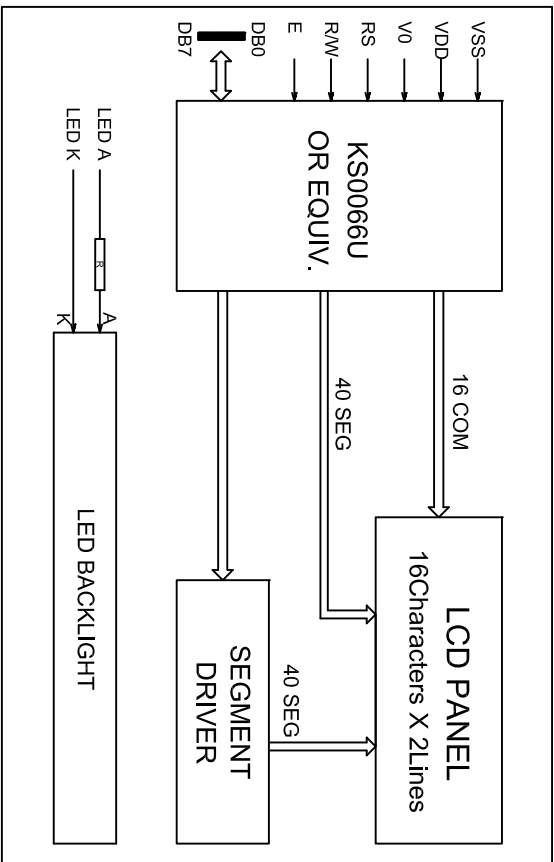 VSS
VDD
V0
RS
R/W
E
DB0
DB7
KS0066U
OR EQUIV.
16 COM
40 SEG
LCD PANEL
16Characters X 2Lines
40 SEG
SEGMENT
DRIVER
LED A
R
A
LED K
K
LED BACKLIGHT